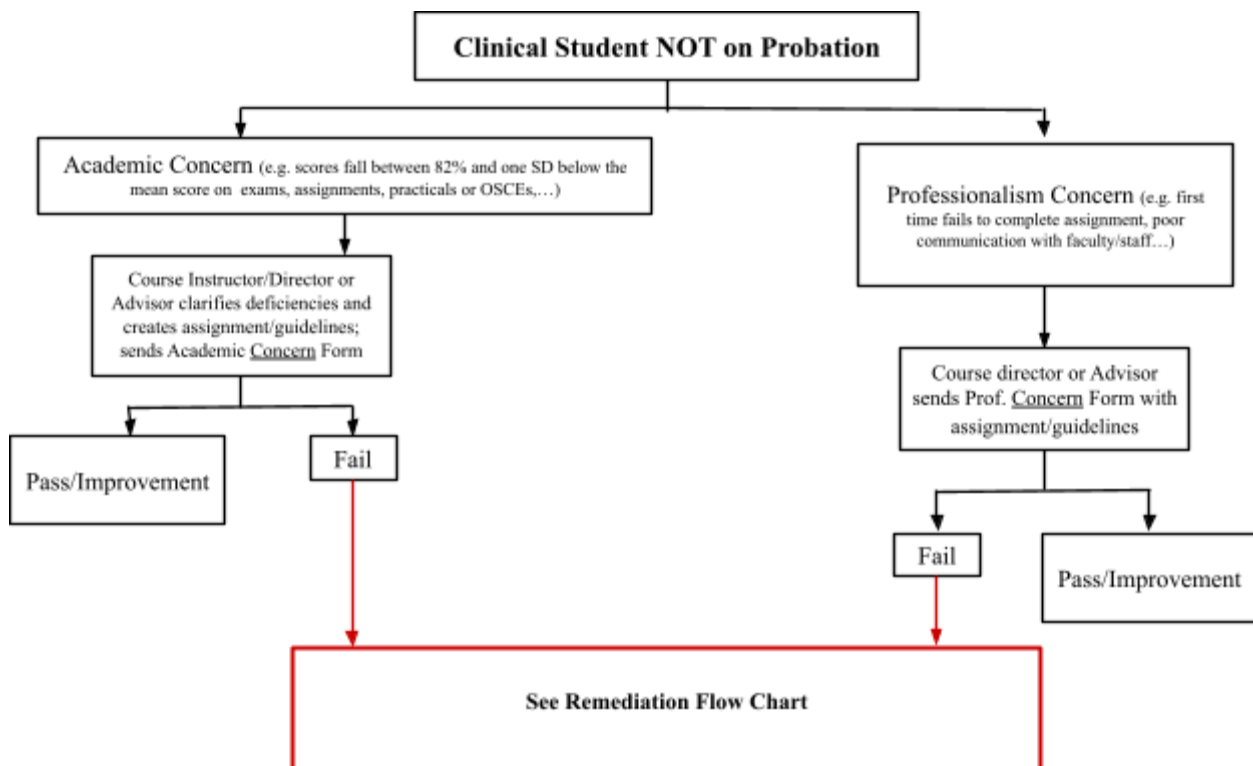 Clinical Student NOT on Probation
Academic Concern (e.g. scores fall between 82% and one SD below the
mean score on exams, assignments, practicals or OSCEs,…)
Professionalism Concern (e.g. first
time fails to complete assignment, poor
communication with faculty/staff…)
Course Instructor/Director or
Advisor clarifies deficiencies and
creates assignment/guidelines;
sends Academic Concern Form
Course director or Advisor
sends Prof. Concern Form with
assignment/guidelines
Pass/Improvement
Fail
Fail
Pass/Improvement
See Remediation Flow Chart